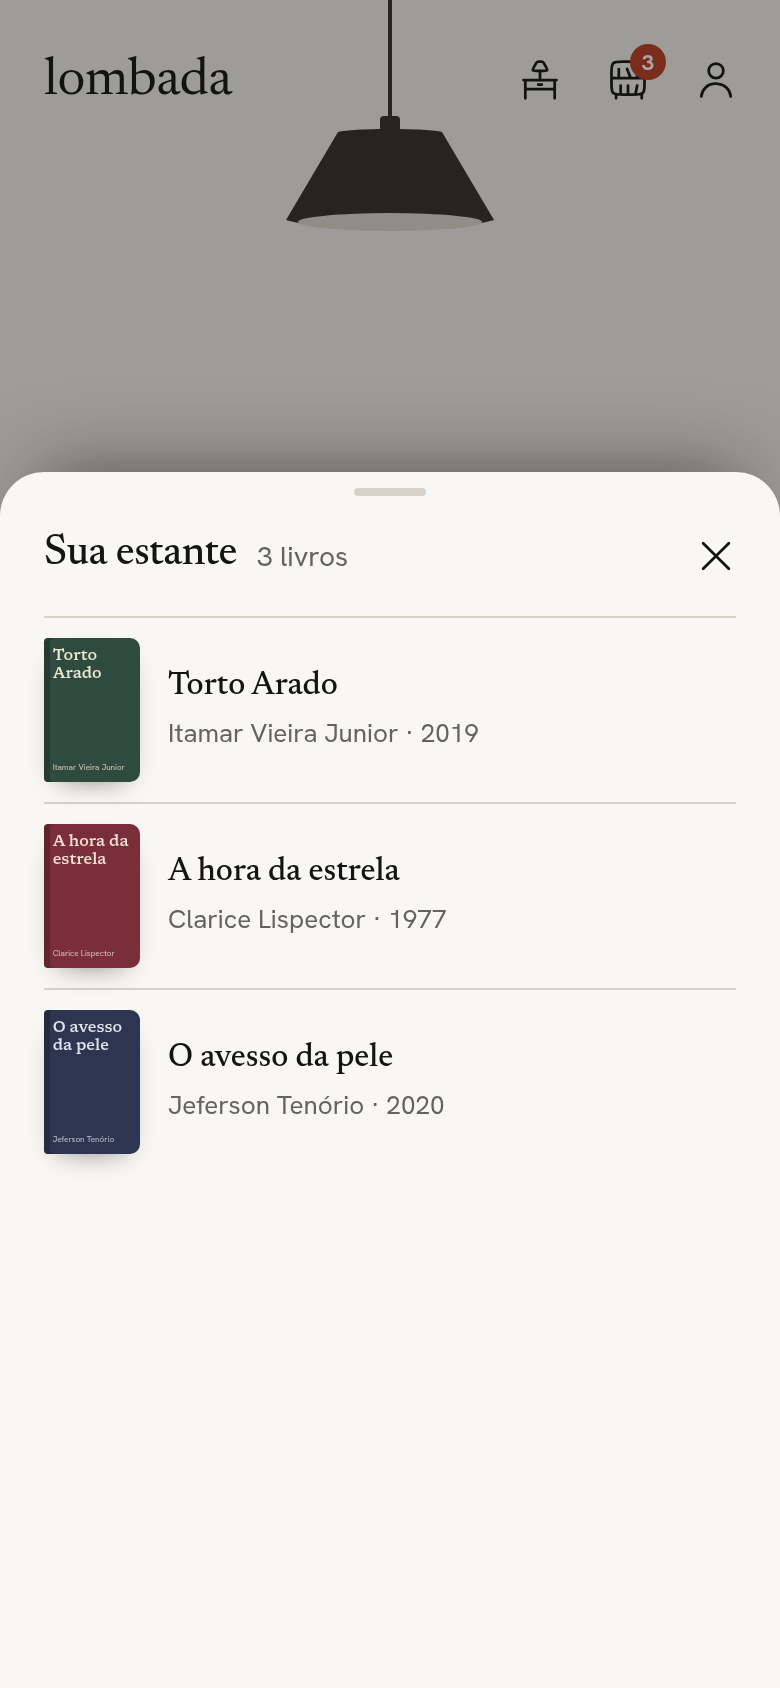 lombada
3
Sua estante 3 livros
Torto
Arado
Itamar Vieira Junior
Torto Arado
Itamar Vieira Junior · 2019
A hora da
estrela
Clarice Lispector
A hora da estrela
Clarice Lispector · 1977
O avesso
da pele
Jeferson Tenório
O avesso da pele
Jeferson Tenório · 2020